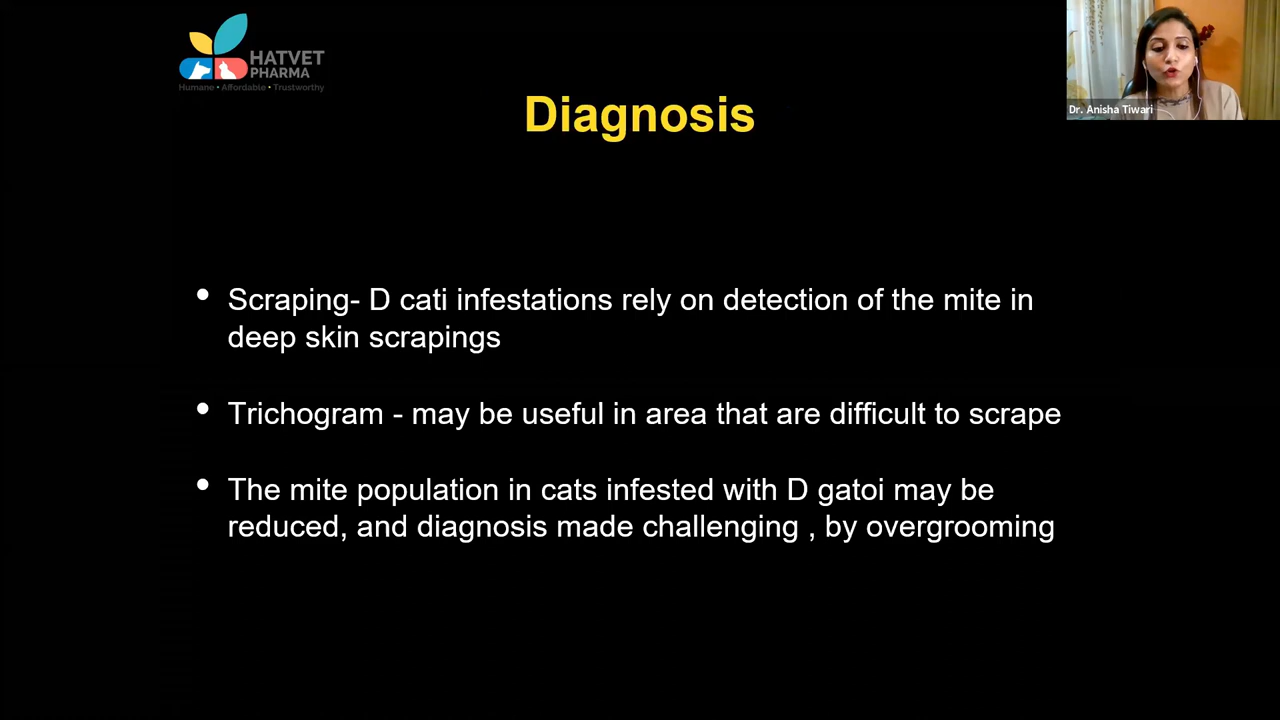 HATVET
PHARMA
Humane • Affordable • Trustworthy
Dr. Anisha Tiwari
Diagnosis
• Scraping- D cati infestations rely on detection of the mite in
deep skin scrapings
• Trichogram - may be useful in area that are difficult to scrape
• The mite population in cats infested with D gatoi may be
reduced, and diagnosis made challenging , by overgrooming